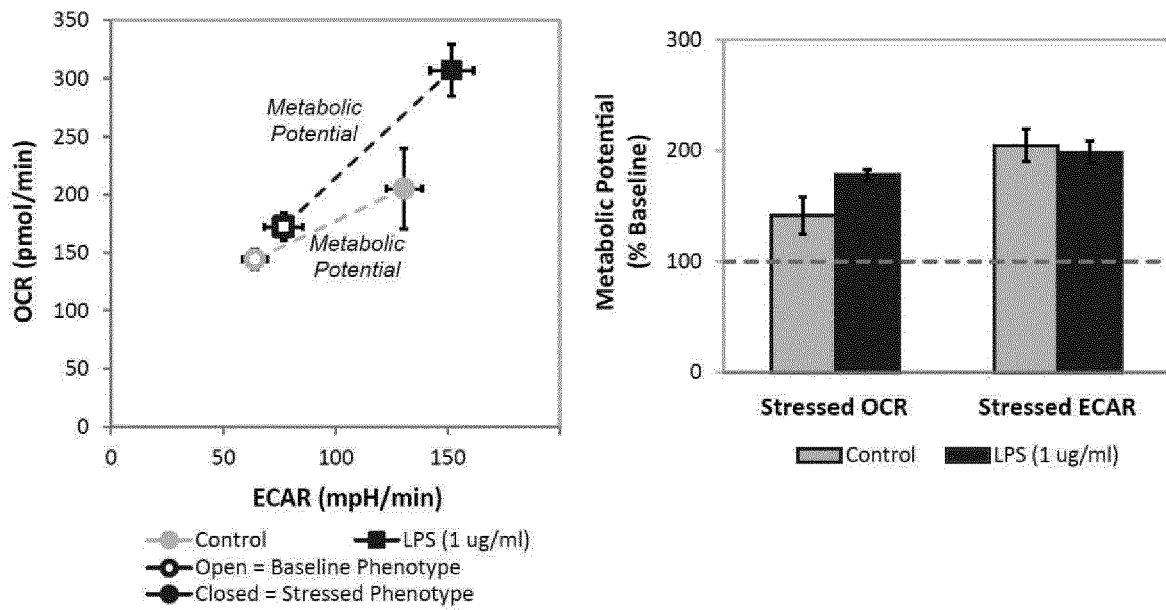 350
300
250
200
150
100
50
0
OCR (pmol/min)
Metabolic
Potential
Metabolic
Potential
0
50
100
150
ECAR (mpH/min)
Control
LPS (1 ug/ml)
Open = Baseline Phenotype
Closed = Stressed Phenotype
300
200
100
0
Metabolic Potential
(% Baseline)
Stressed OCR
Stressed ECAR
Control
LPS (1 ug/ml)